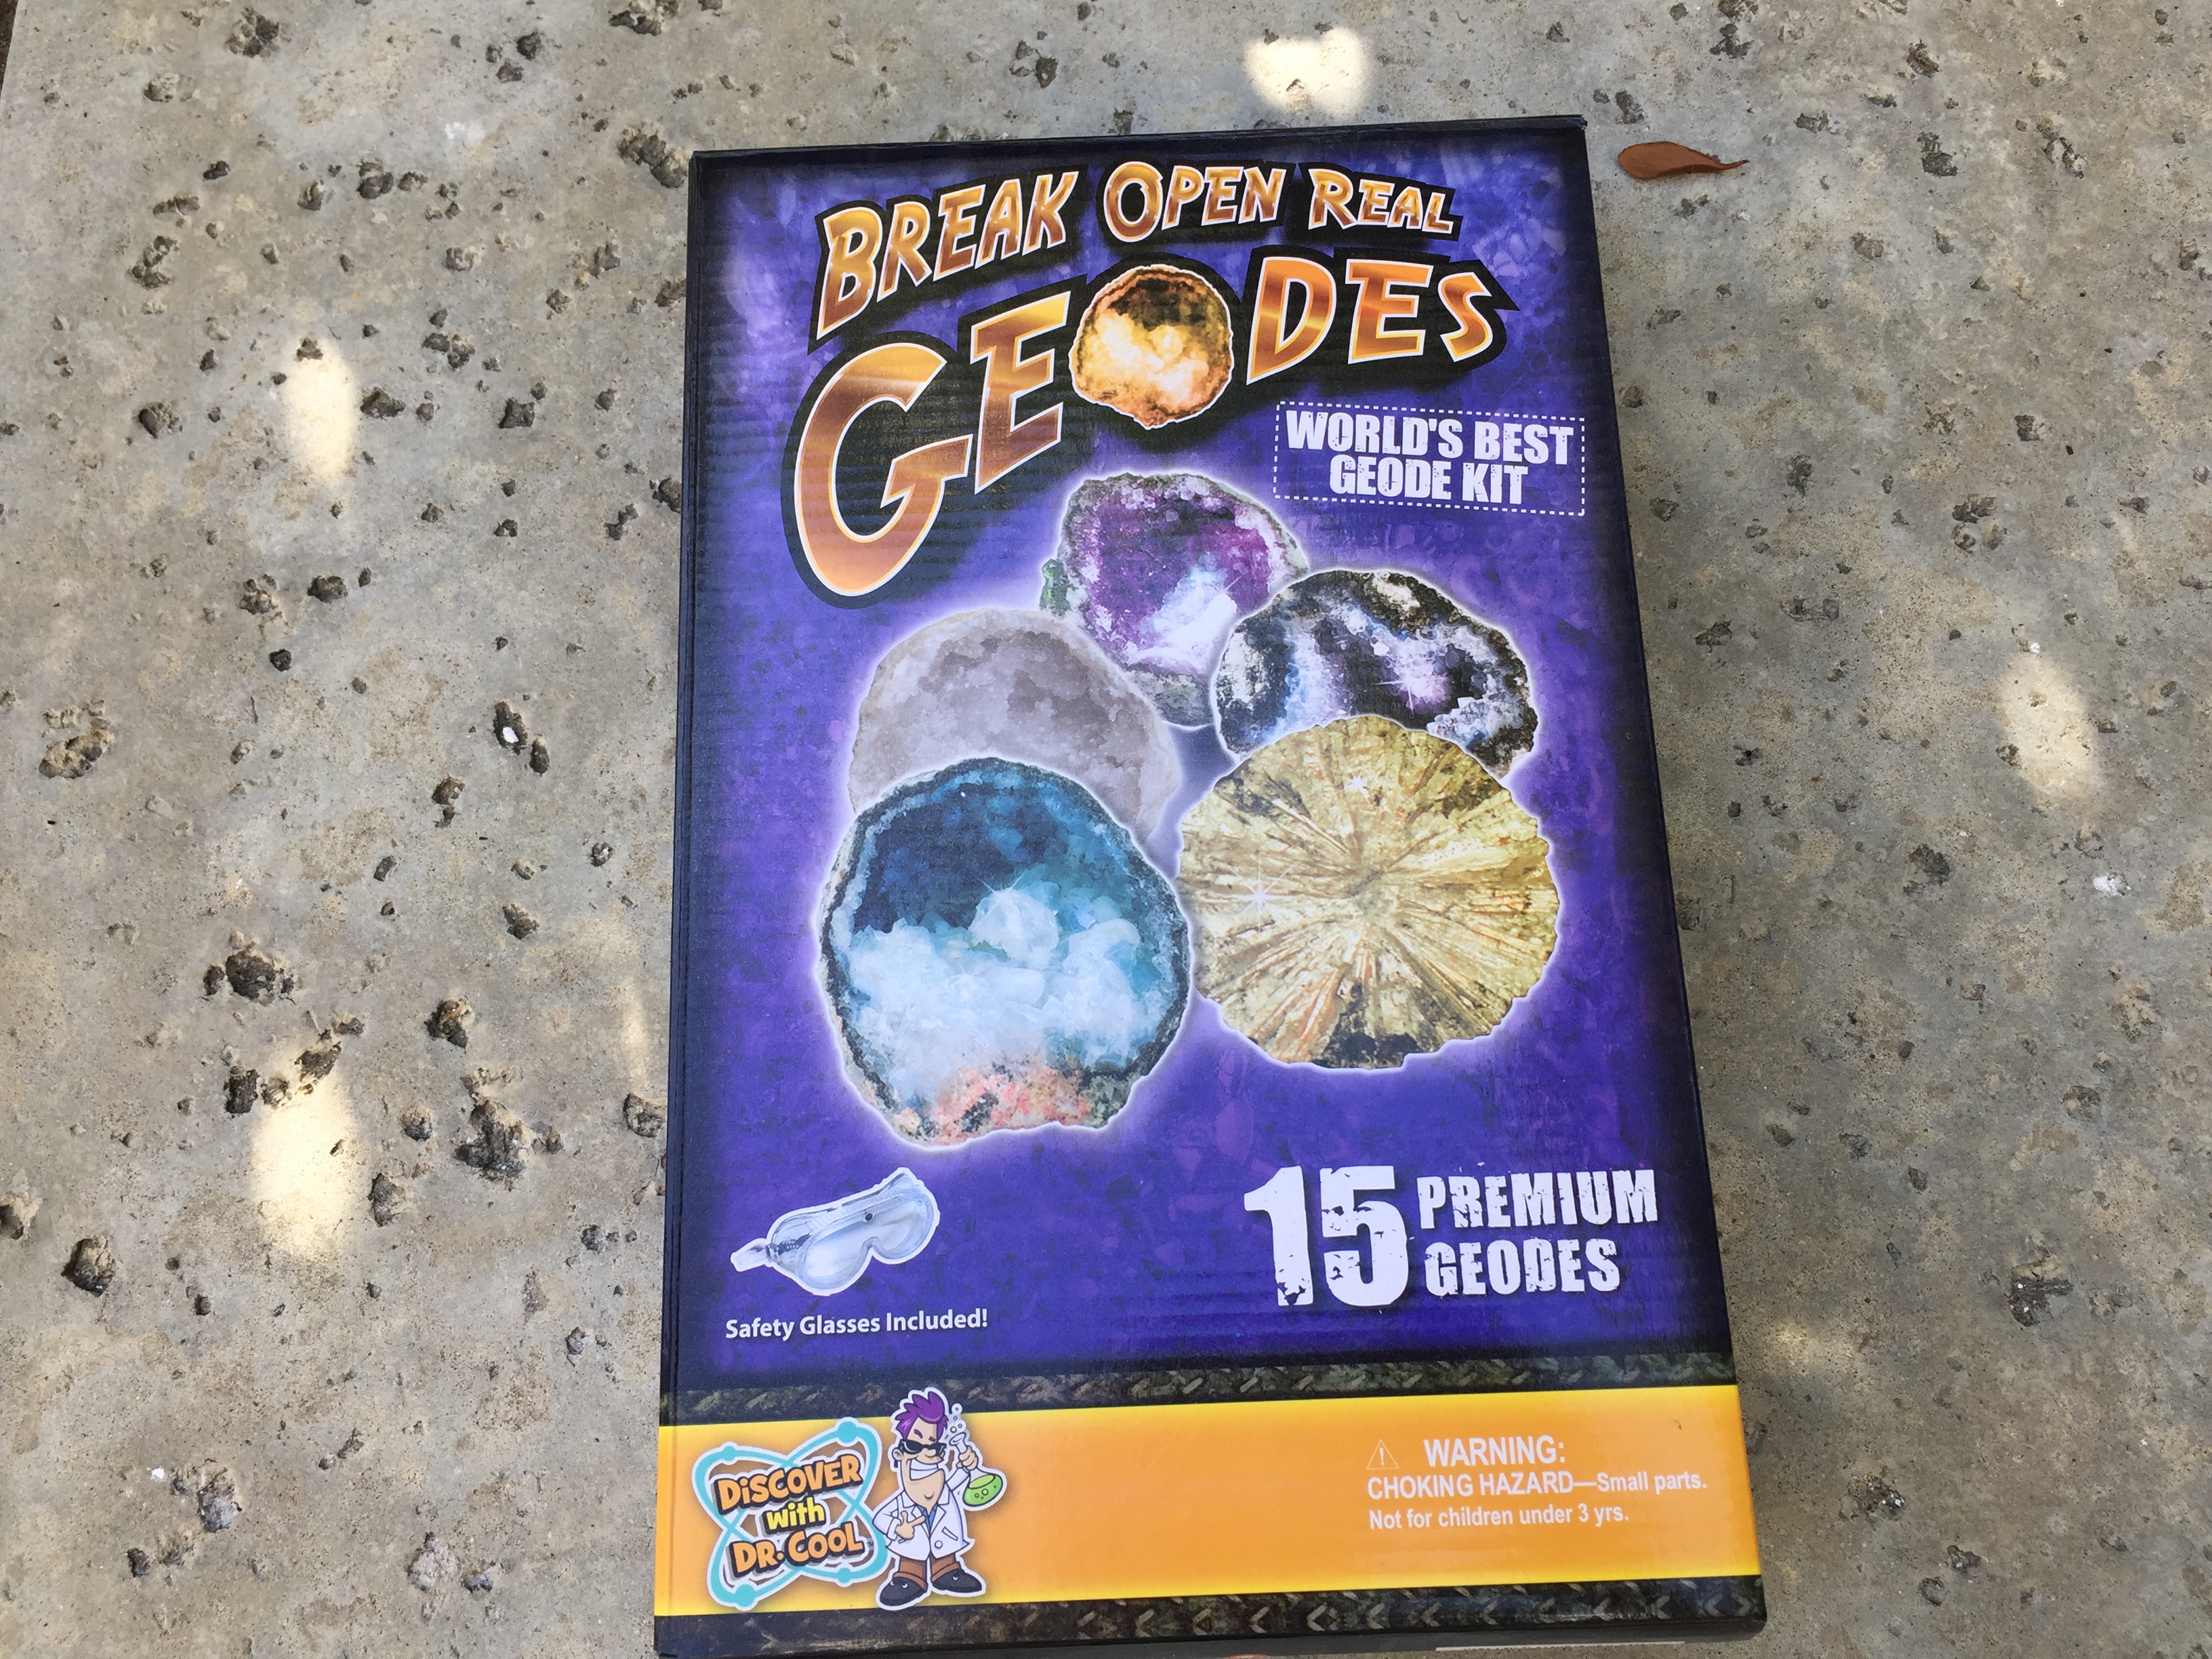 BREAK OPEN REAL
GEODES
WORLD'S BEST
GEODE KIT
15 PREMIUM
GEODES
Safety Glasses Included!
DiSCOVER
with
DR. COOL
WARNING:
CHOKING HAZARD—Small parts.
Not for children under 3 yrs.